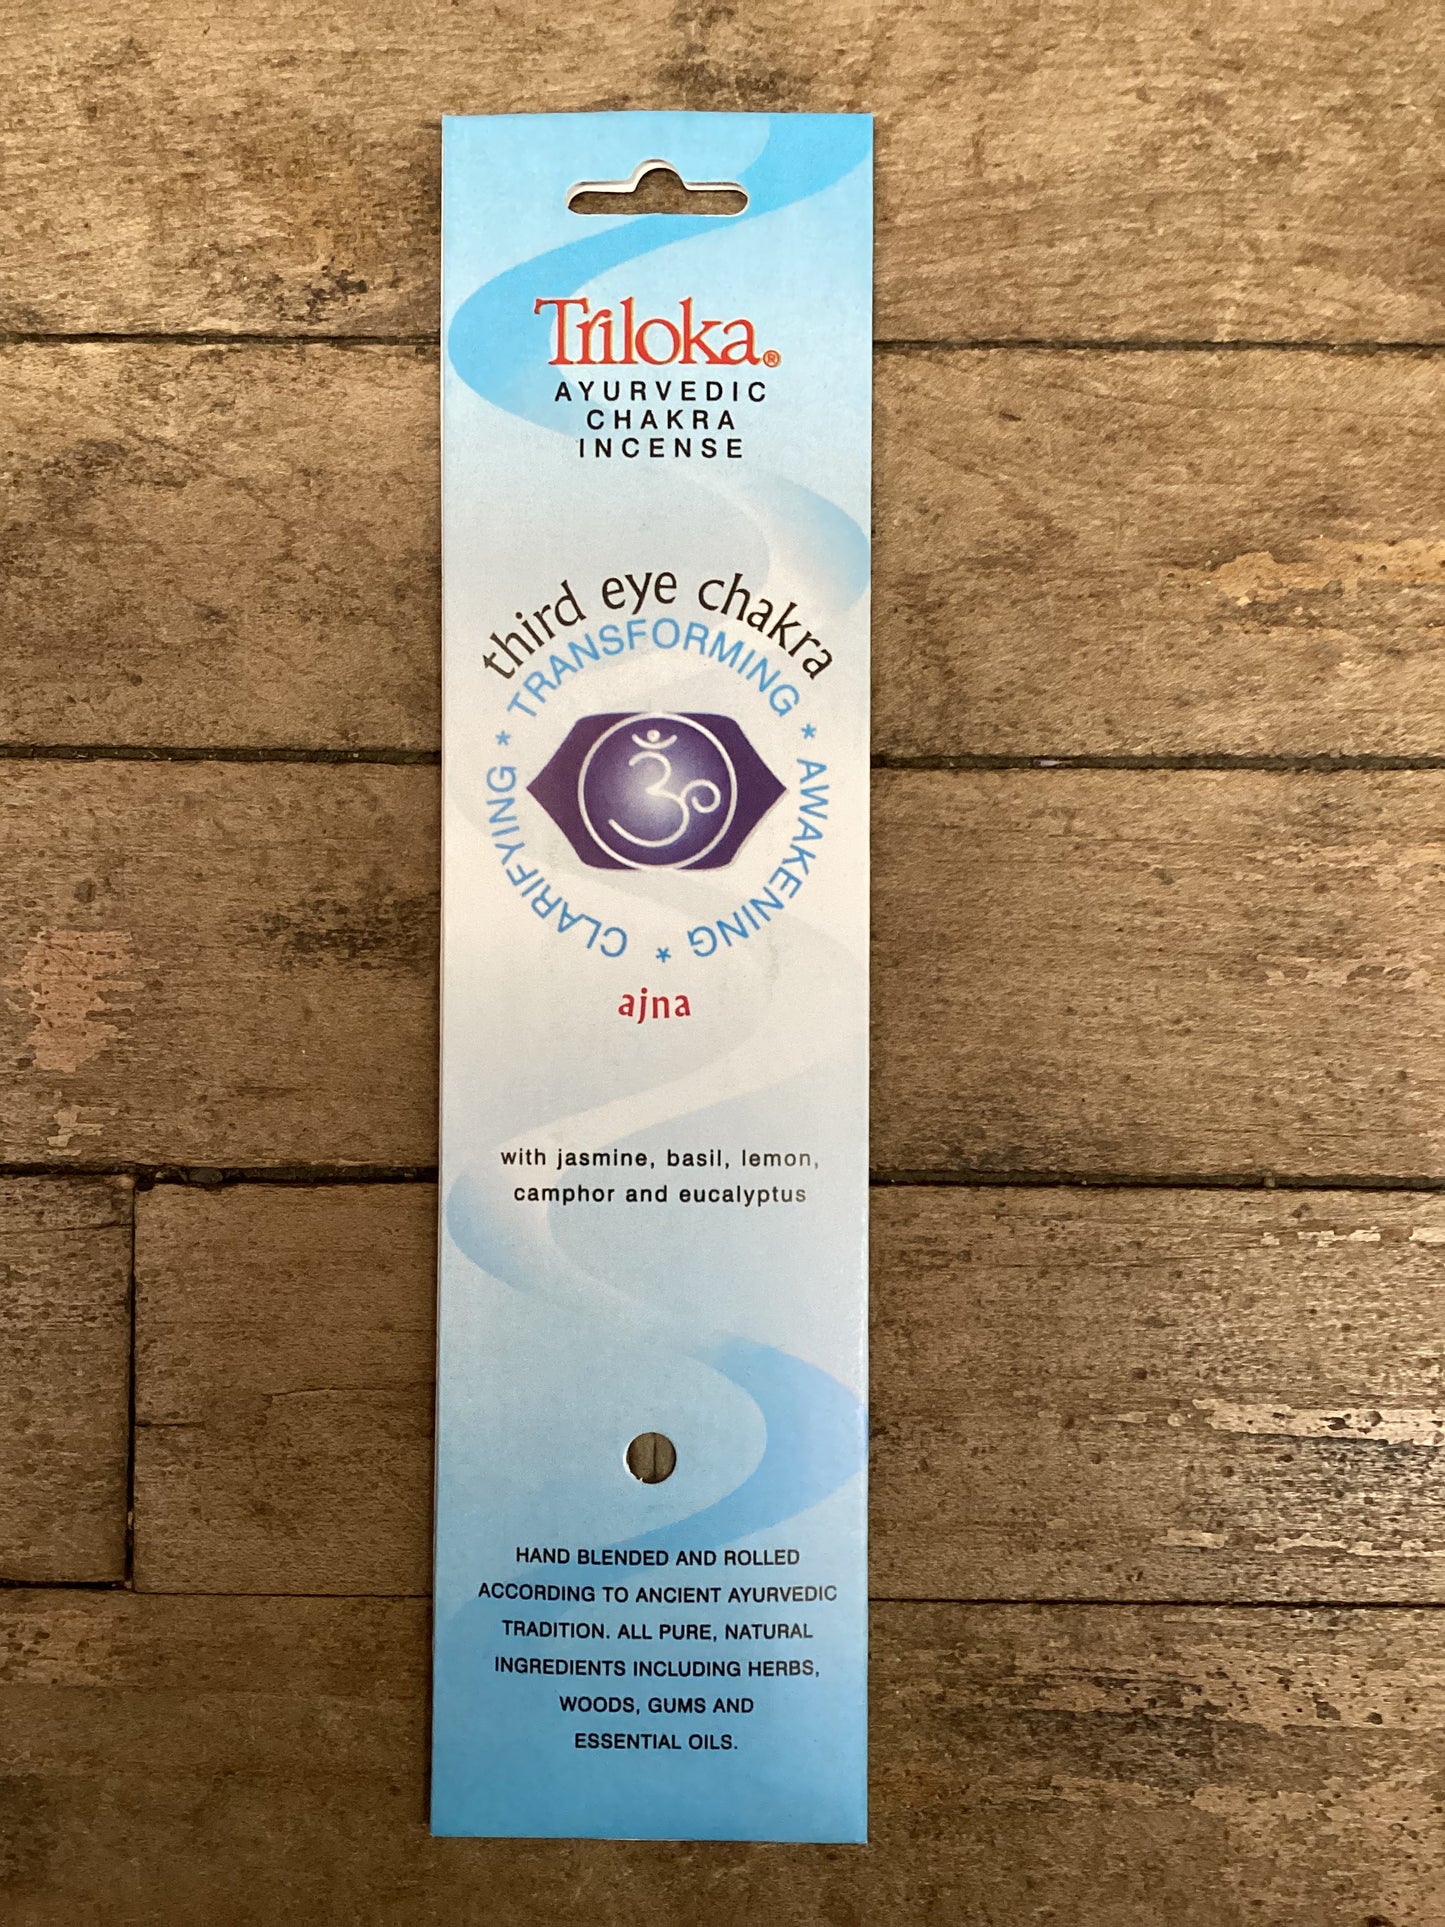 Triloka®
AYURVEDIC
CHAKRA
INCENSE
third eye chakra
TRANSFORMING * AWAKENING * CLARIFYING *
ॐ
ajna
with jasmine, basil, lemon,
camphor and eucalyptus
HAND BLENDED AND ROLLED
ACCORDING TO ANCIENT AYURVEDIC
TRADITION. ALL PURE, NATURAL
INGREDIENTS INCLUDING HERBS,
WOODS, GUMS AND
ESSENTIAL OILS.